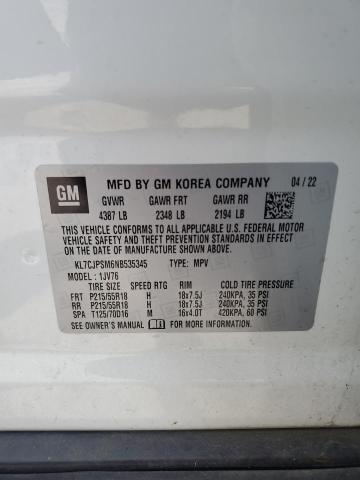 GM
MFD BY GM KOREA COMPANY 04 / 22
GVWR GAWR FRT GAWR RR
4387 LB 2348 LB 2194 LB
THIS VEHICLE CONFORMS TO ALL APPLICABLE U.S. FEDERAL MOTOR
VEHICLE SAFETY, BUMPER, AND THEFT PREVENTION STANDARDS
IN EFFECT ON THE DATE OF MANUFACTURE SHOWN ABOVE.
KL7CJPSM6NB535345 TYPE : MPV
MODEL : 1JV76
TIRE SIZE SPEED RTG RIM COLD TIRE PRESSURE
FRT P215/55R18 H 18x7.5J 240KPA, 35 PSI
RR P215/55R18 H 18x7.5J 240KPA, 35 PSI
SPA T125/70D16 M 16x4.0T 420KPA, 60 PSI
SEE OWNER'S MANUAL FOR ADDITIONAL INFORMATION.